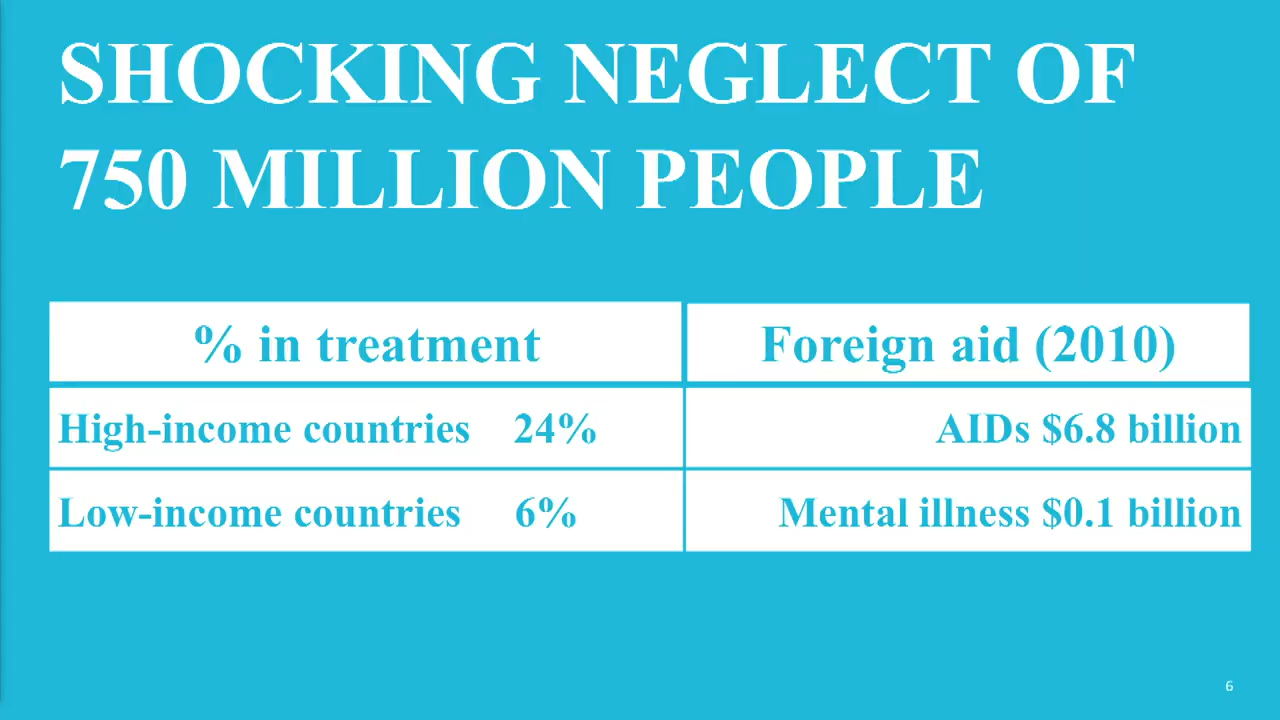 SHOCKING NEGLECT OF
750 MILLION PEOPLE
% in treatment Foreign aid (2010)
High-income countries 24% AIDs $6.8 billion
Low-income countries 6% Mental illness $0.1 billion
6